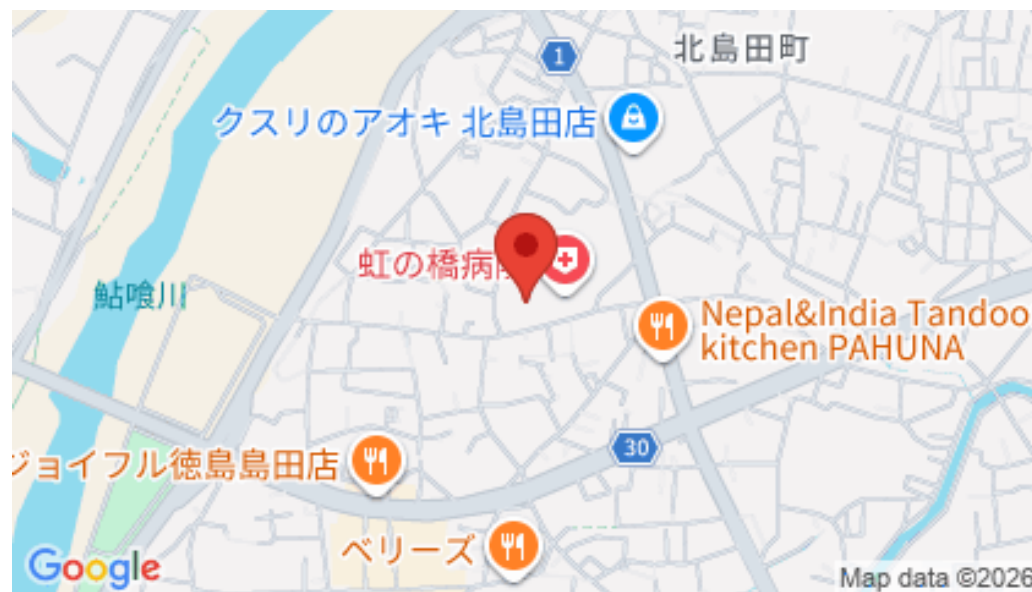 北島田町
1
クスリのアオキ 北島田店
虹の橋病院
鮎喰川
Nepal&India Tandoo
kitchen PAHUNA
30
ジョイフル徳島島田店
ベリーズ
Google
Map data ©2026